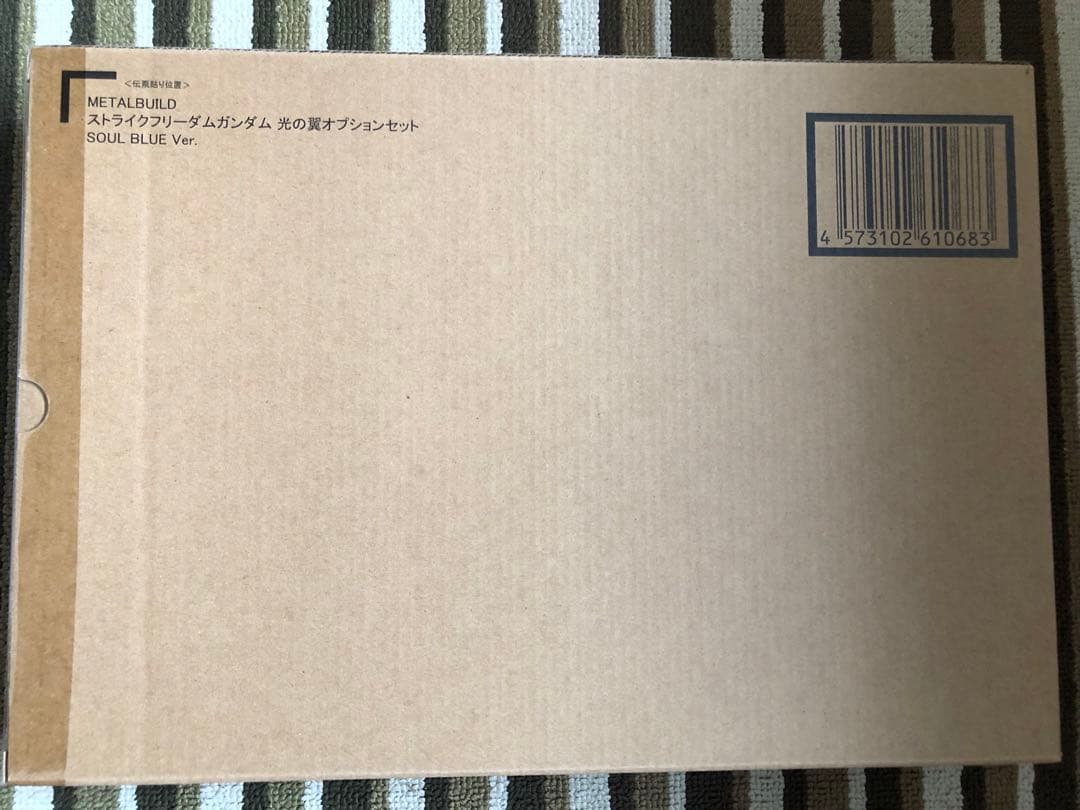 ＜伝票貼り位置＞
METALBUILD
ストライクフリーダムガンダム 光の翼オプションセット
SOUL BLUE Ver.
4 573102 610683